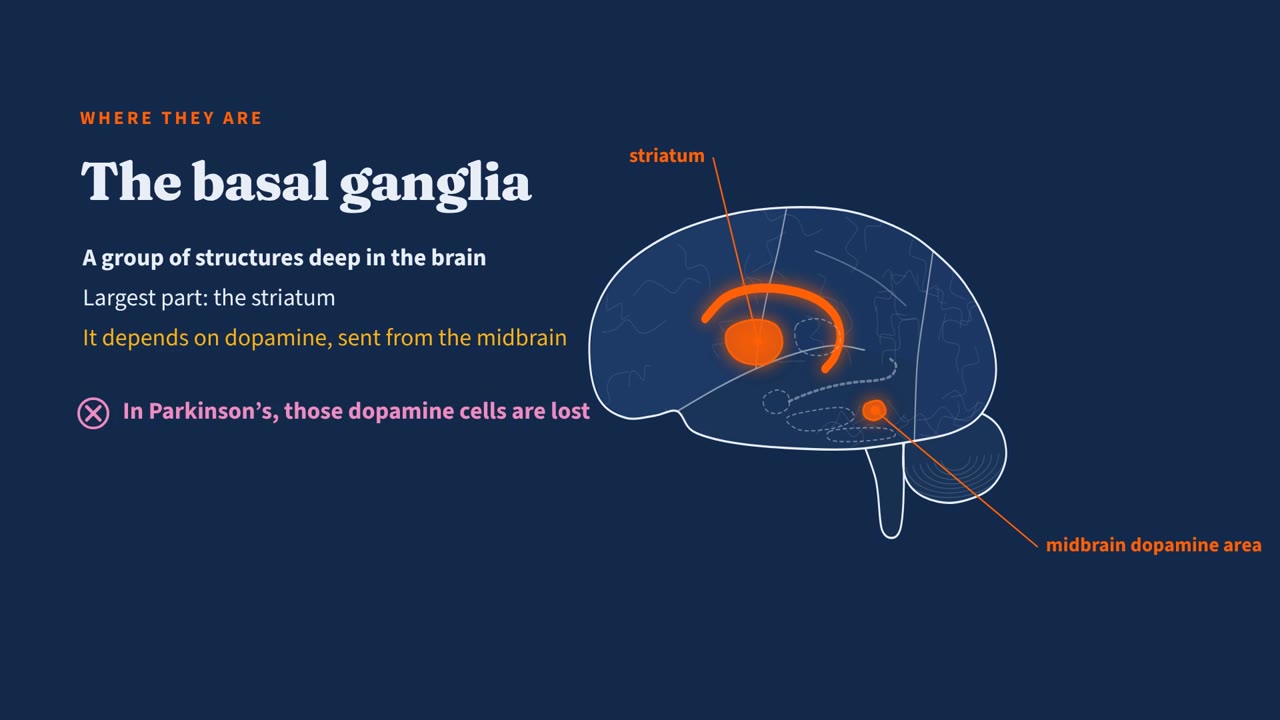 WHERE THEY ARE
The basal ganglia
A group of structures deep in the brain
Largest part: the striatum
It depends on dopamine, sent from the midbrain
In Parkinson’s, those dopamine cells are lost
striatum
midbrain dopamine area